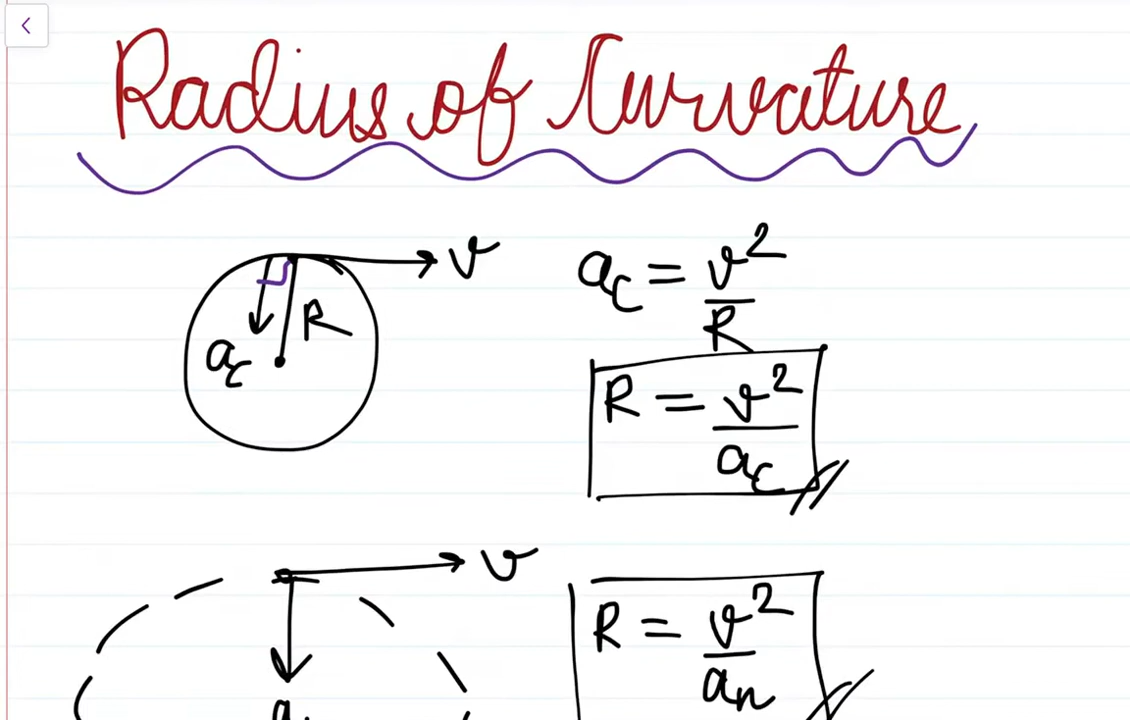 Radius of Curvature
v
R
a_c
a_c = v²/R
R = v²/a_c
v
R = v²/a_n